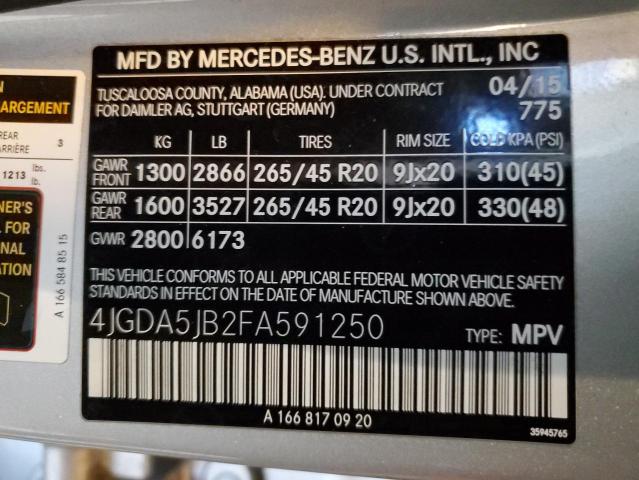 MFD BY MERCEDES-BENZ U.S. INTL., INC
TUSCALOOSA COUNTY, ALABAMA (USA). UNDER CONTRACT 04/15
FOR DAIMLER AG, STUTTGART (GERMANY) 775
KG LB TIRES RIM SIZE COLD KPA (PSI)
GAWR FRONT 1300 2866 265/45 R20 9Jx20 310(45)
GAWR REAR 1600 3527 265/45 R20 9Jx20 330(48)
GVWR 2800 6173
THIS VEHICLE CONFORMS TO ALL APPLICABLE FEDERAL MOTOR VEHICLE SAFETY
STANDARDS IN EFFECT ON THE DATE OF MANUFACTURE SHOWN ABOVE.
4JGDA5JB2FA591250 TYPE: MPV
A 166 817 09 20
35945765
ARGEMENT
REAR
ARRIÈRE 3
1213 lbs.
lb.
NER'S
FOR
NAL
ATION
A 166 584 85 15